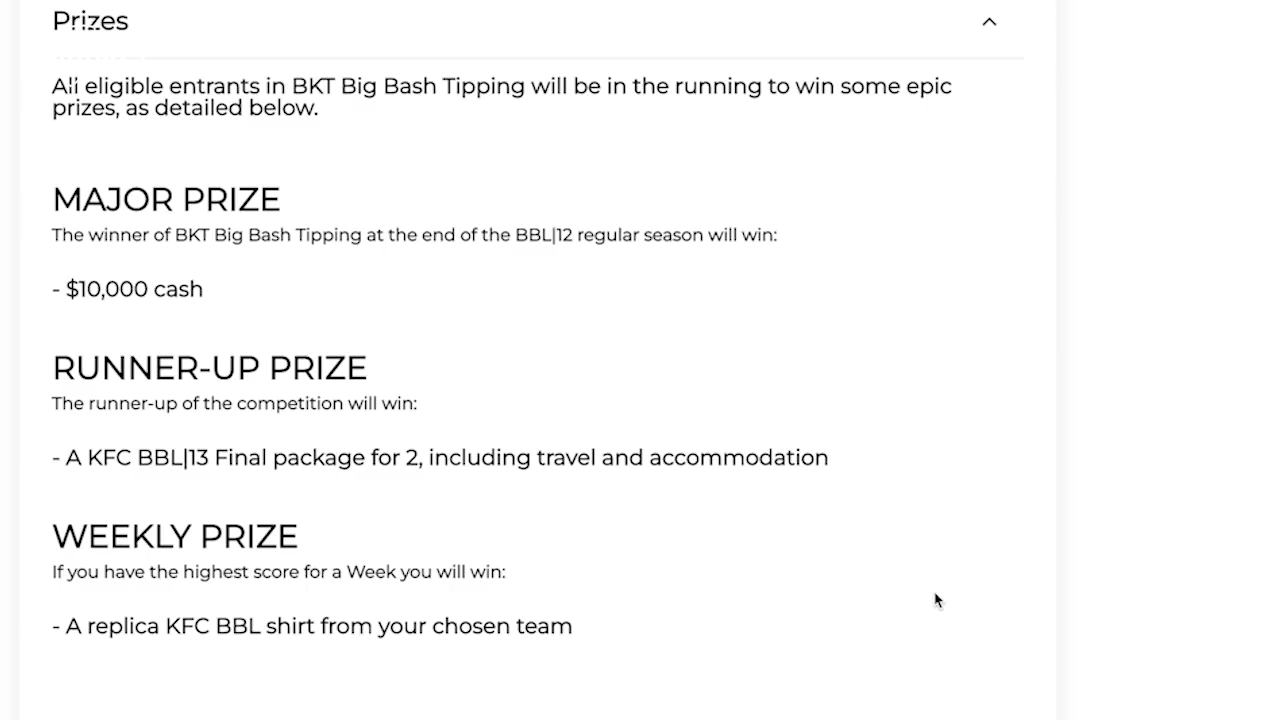 Prizes
All eligible entrants in BKT Big Bash Tipping will be in the running to win some epic
prizes, as detailed below.
MAJOR PRIZE
The winner of BKT Big Bash Tipping at the end of the BBL|12 regular season will win:
- $10,000 cash
RUNNER-UP PRIZE
The runner-up of the competition will win:
- A KFC BBL|13 Final package for 2, including travel and accommodation
WEEKLY PRIZE
If you have the highest score for a Week you will win:
- A replica KFC BBL shirt from your chosen team